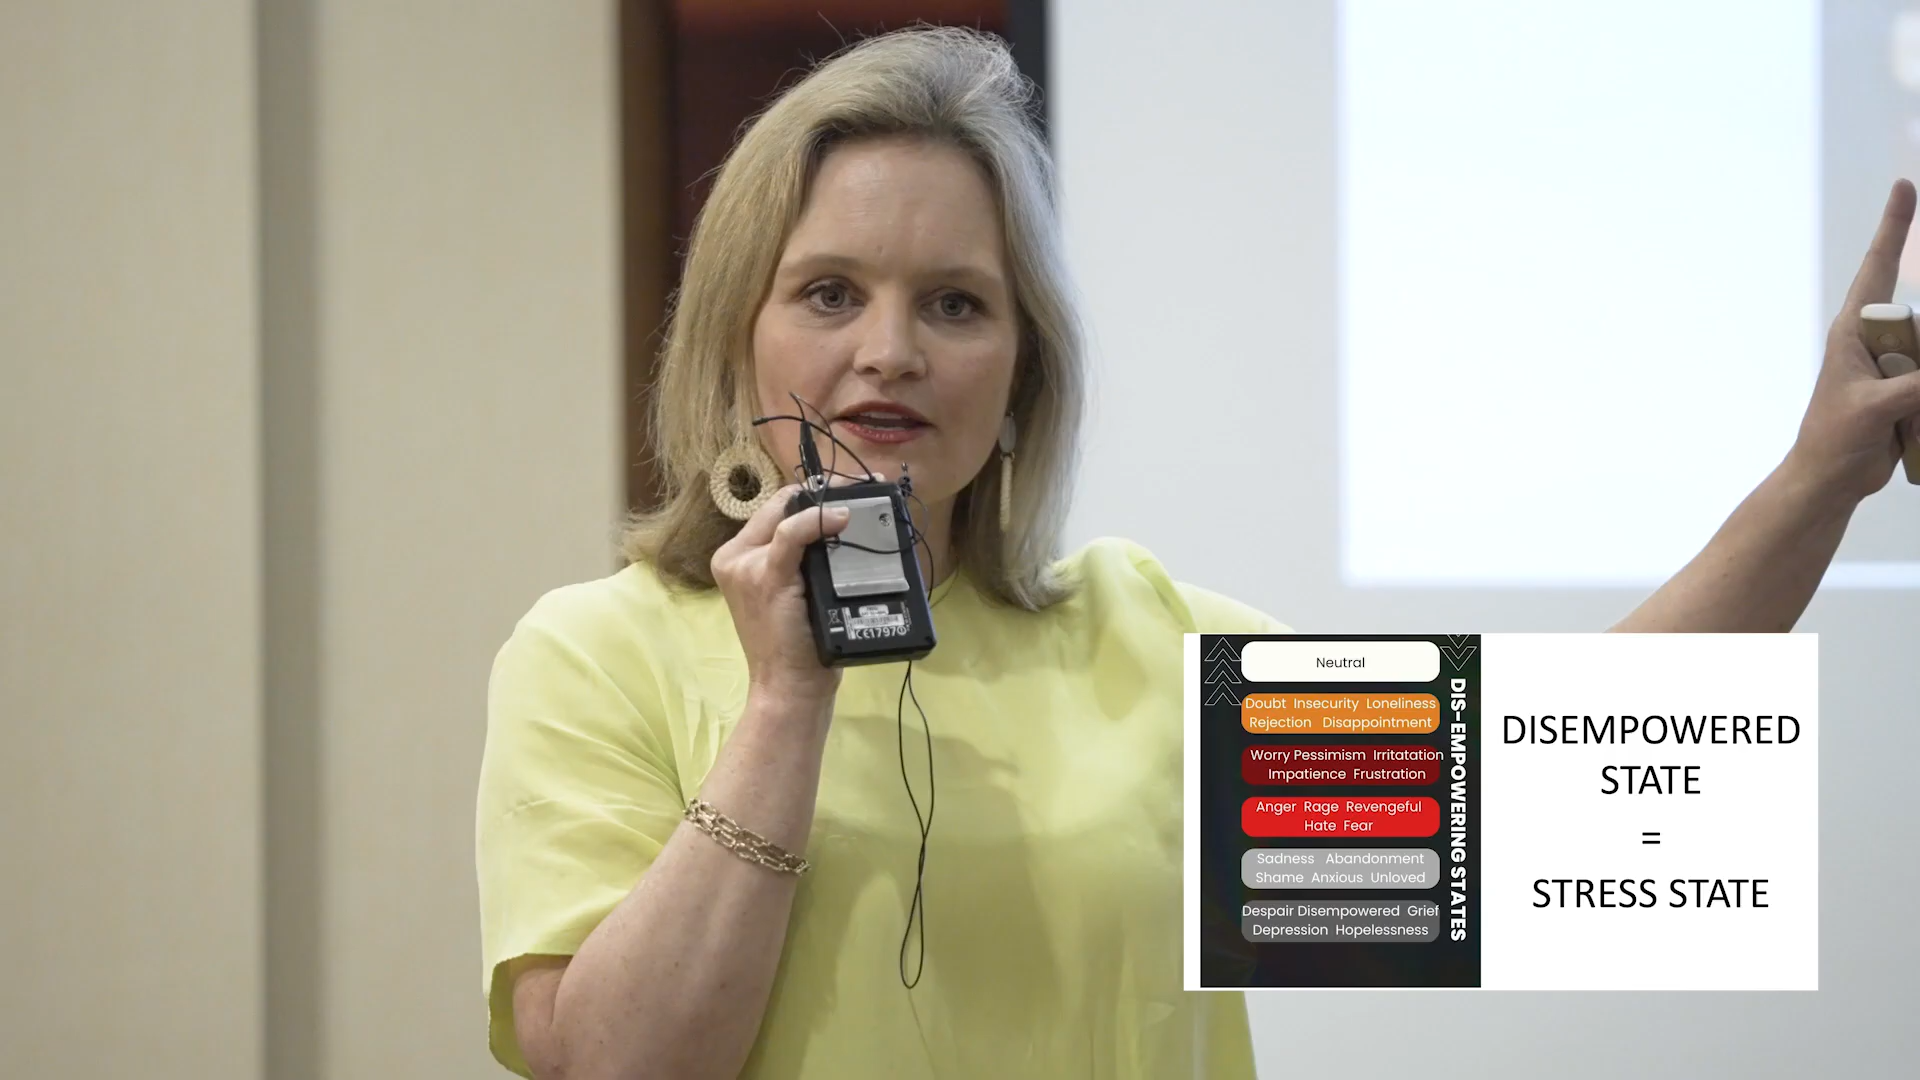 CE1797
Neutral
Doubt Insecurity Loneliness
Rejection Disappointment
Worry Pessimism Irritatation
Impatience Frustration
Anger Rage Revengeful
Hate Fear
Sadness Abandonment
Shame Anxious Unloved
Despair Disempowered Grief
Depression Hopelessness
DIS-EMPOWERING STATES
DISEMPOWERED
STATE
=
STRESS STATE